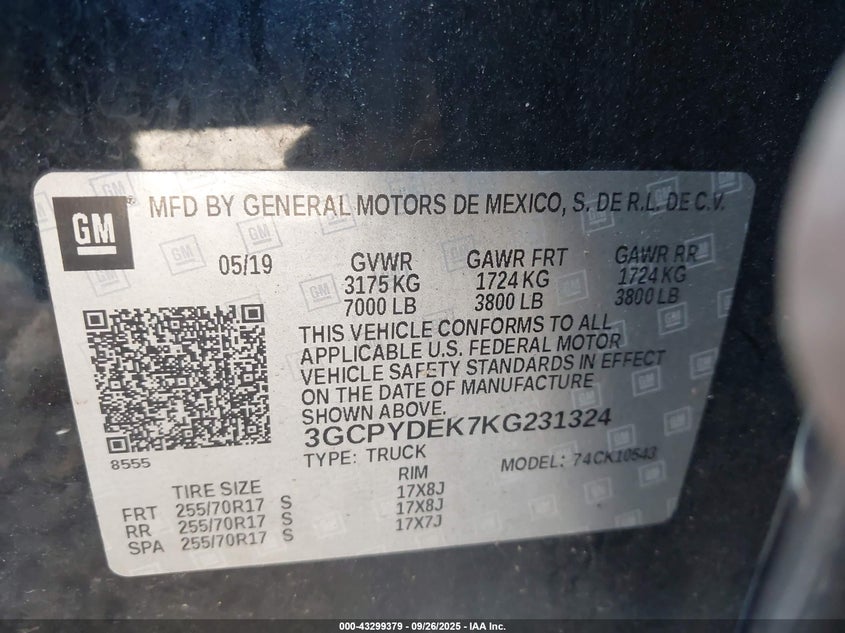 GM
MFD BY GENERAL MOTORS DE MEXICO, S. DE R.L. DE C.V.
05/19 GVWR GAWR FRT GAWR RR
3175 KG 1724 KG 1724 KG
7000 LB 3800 LB 3800 LB
THIS VEHICLE CONFORMS TO ALL
APPLICABLE U.S. FEDERAL MOTOR
VEHICLE SAFETY STANDARDS IN EFFECT
ON THE DATE OF MANUFACTURE
SHOWN ABOVE.
3GCPYDEK7KG231324
8555 TYPE: TRUCK MODEL: 74CK10543
TIRE SIZE RIM
FRT 255/70R17 S 17X8J
RR 255/70R17 S 17X8J
SPA 255/70R17 S 17X7J
000-43299379 - 09/26/2025 - IAA Inc.